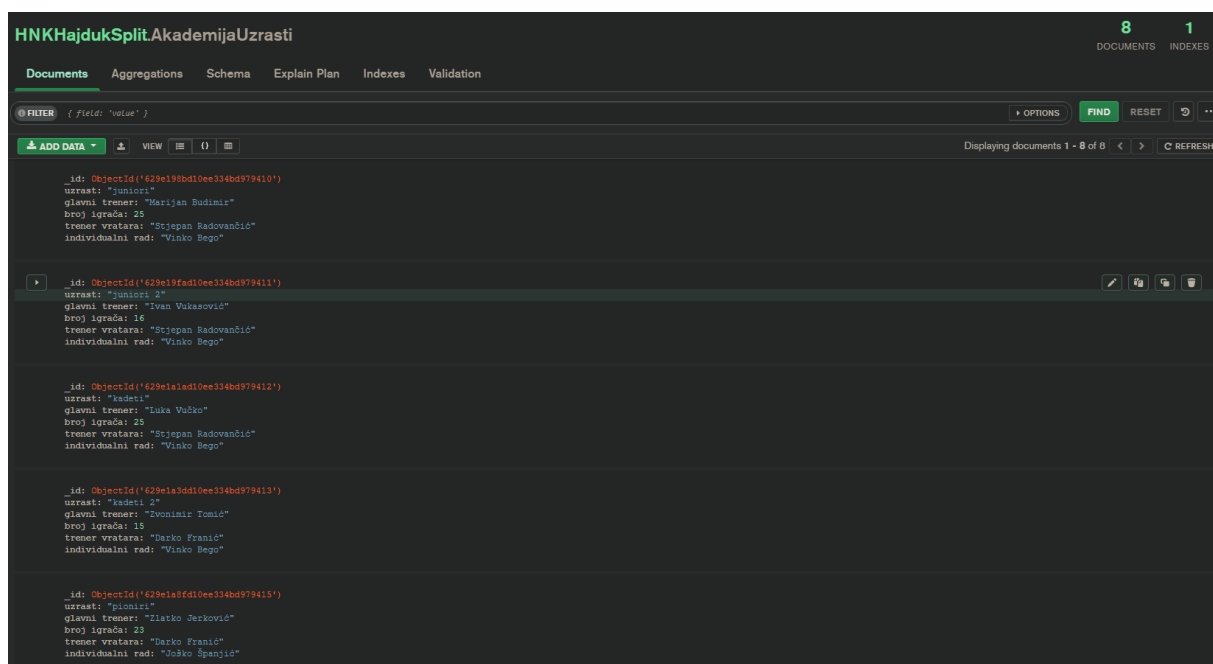 HNKHajdukSplit.AkademijaUzrasti
8 DOCUMENTS 1 INDEXES
Documents Aggregations Schema Explain Plan Indexes Validation
FILTER { field: 'value' } OPTIONS FIND RESET
ADD DATA VIEW {} Displaying documents 1 - 8 of 8 < > REFRESH
_id: ObjectId('629e198bd10ee334bd979410')
uzrast: "juniori"
glavni trener: "Marijan Budimir"
broj igrača: 25
trener vratara: "Stjepan Radovančić"
individualni rad: "Vinko Bego"
_id: ObjectId('629e19fad10ee334bd979411')
uzrast: "juniori 2"
glavni trener: "Ivan Vukasović"
broj igrača: 16
trener vratara: "Stjepan Radovančić"
individualni rad: "Vinko Bego"
_id: ObjectId('629e1a1ad10ee334bd979412')
uzrast: "kadeti"
glavni trener: "Luka Vučko"
broj igrača: 25
trener vratara: "Stjepan Radovančić"
individualni rad: "Vinko Bego"
_id: ObjectId('629e1a3dd10ee334bd979413')
uzrast: "kadeti 2"
glavni trener: "Zvonimir Tomić"
broj igrača: 15
trener vratara: "Darko Franić"
individualni rad: "Vinko Bego"
_id: ObjectId('629e1a8fd10ee334bd979415')
uzrast: "pioniri"
glavni trener: "Zlatko Jerković"
broj igrača: 23
trener vratara: "Darko Franić"
individualni rad: "Joško Španjić"